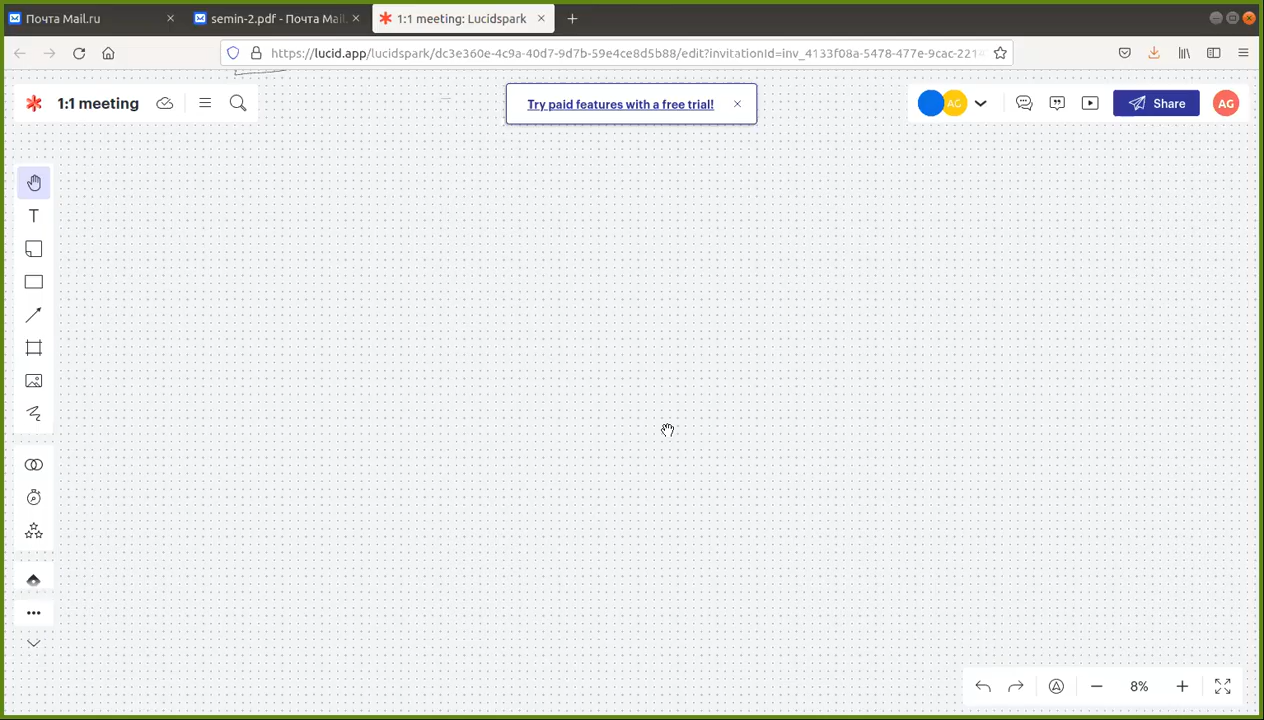 Почта Mail.ru
semin-2.pdf - Почта Mail.
1:1 meeting: Lucidspark
https://lucid.app/lucidspark/dc3e360e-4c9a-40d7-9d7b-59e4ce8d5b88/edit?invitationId=inv_4133f08a-5478-477e-9cac-2214
1:1 meeting
Try paid features with a free trial!
AG
Share
AG
T
8%